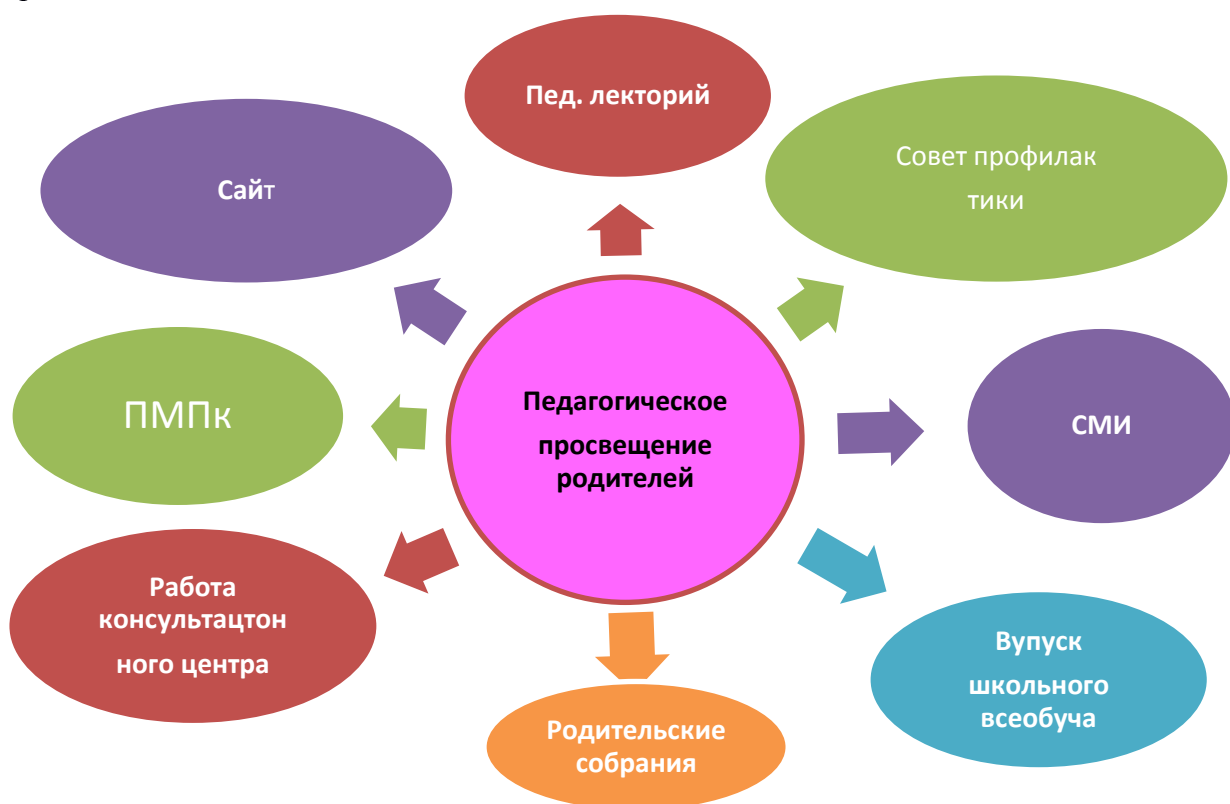 Пед. лекторий
Совет профилак
тики
Сайт
ПМПк
Педагогическое
просвещение
родителей
СМИ
Работа
консультацтон
ного центра
Вупуск
школьного
всеобуча
Родительские
собрания